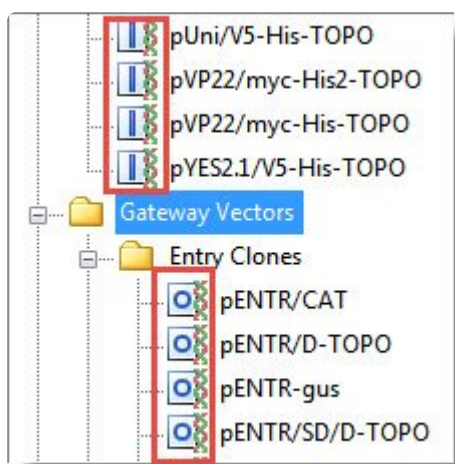 pUni/V5-His-TOPO
pVP22/myc-His2-TOPO
pVP22/myc-His-TOPO
pYES2.1/V5-His-TOPO
Gateway Vectors
Entry Clones
pENTR/CAT
pENTR/D-TOPO
pENTR-gus
pENTR/SD/D-TOPO